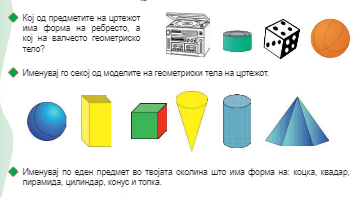 Кој од предметите на цртежот
има форма на ребресто, а
кој на валчесто геометриско
тело?
Именувај го секој од моделите на геометриски тела на цртежот.
Именувај по еден предмет во твојата околина што има форма на: коцка, квадар,
пирамида, цилиндар, конус и топка.